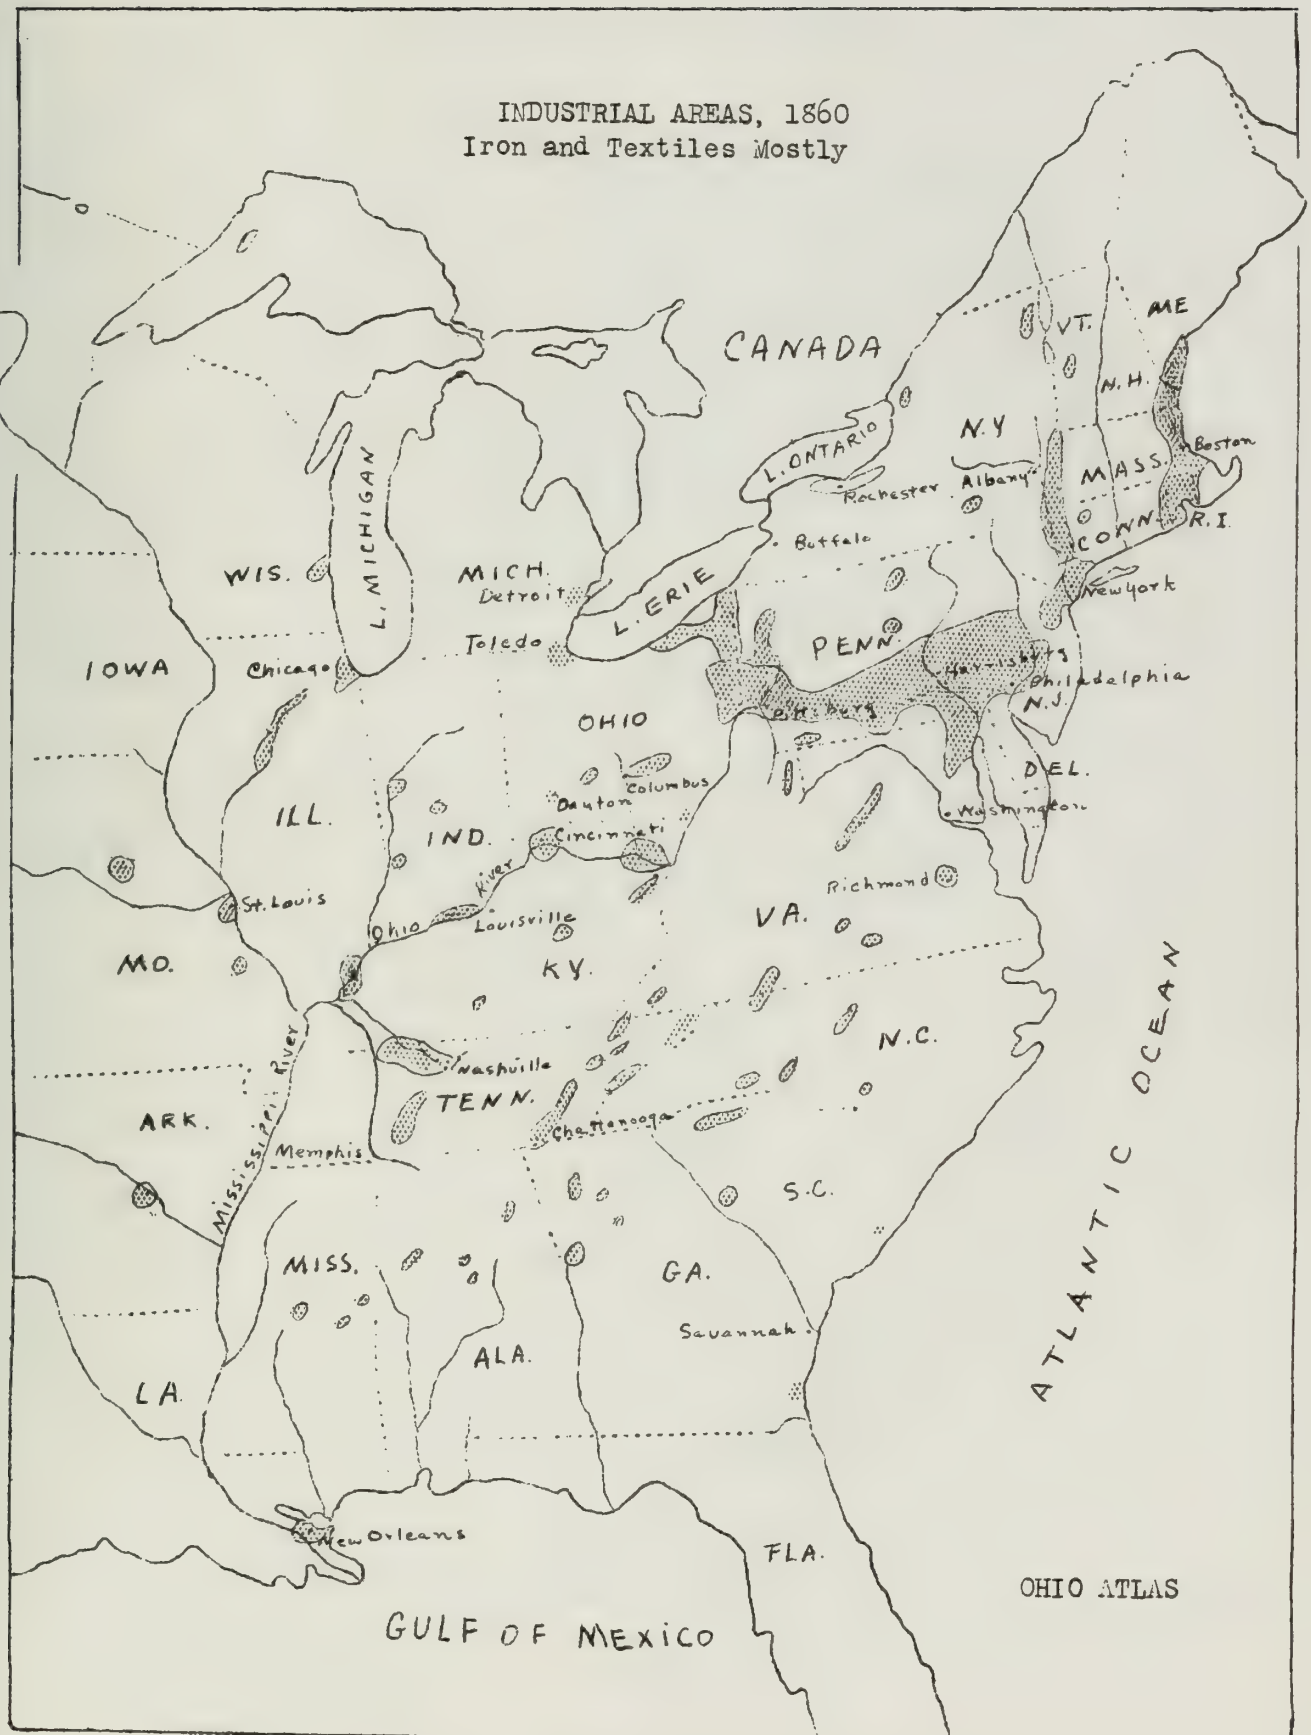 INDUSTRIAL AREAS, 1860
Iron and Textiles Mostly
CANADA
VT.
ME
N.H.
N.Y
L. ONTARIO
Boston
MASS.
Albany
Rochester
CONN.
R.I.
Buffalo
L. MICHIGAN
WIS.
MICH.
Detroit
L. ERIE
New York
Toledo
PENN.
IOWA
Chicago
Harrisburg
Philadelphia
N.J.
OHIO
Pittsburg
DEL.
Columbus
Dayton
Washington
ILL.
IND.
Cincinnati
Richmond
St. Louis
Ohio River
Louisville
VA.
MO.
KY.
N.C.
Nashville
TENN.
ARK.
Chattanooga
Memphis
Mississippi River
ATLANTIC OCEAN
S.C.
MISS.
GA.
Savannah
ALA.
LA.
New Orleans
FLA.
OHIO ATLAS
GULF OF MEXICO